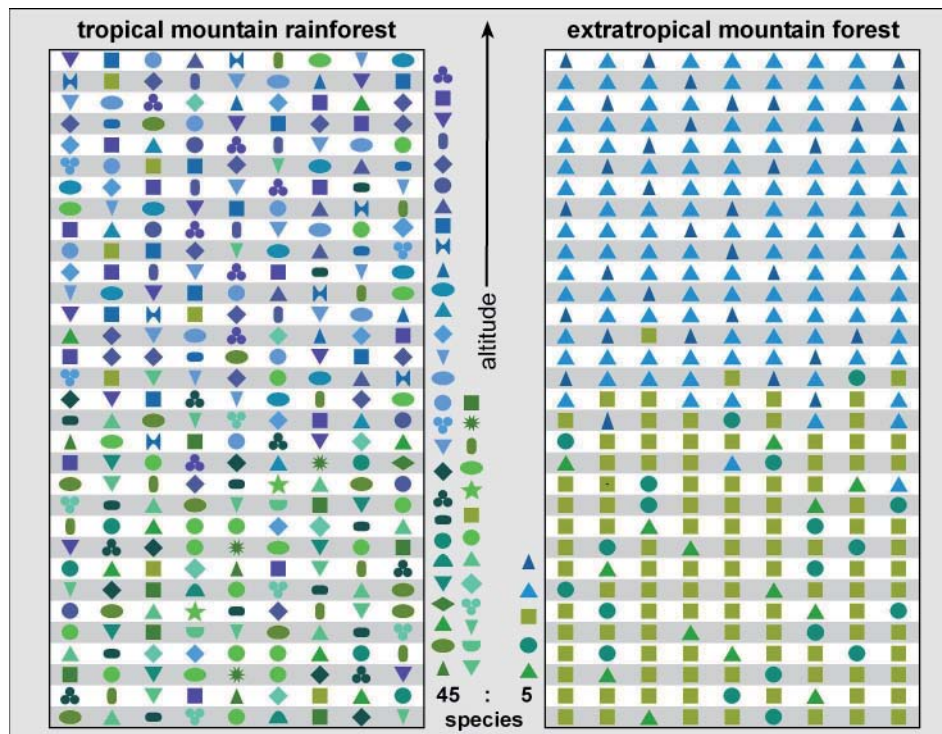 tropical mountain rainforest
extratropical mountain forest
altitude
45 : 5
species